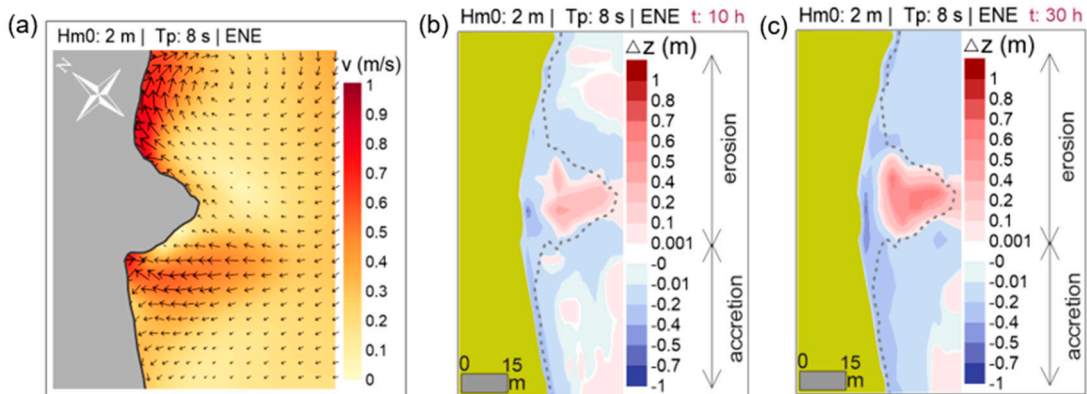 (a)
Hm0: 2 m | Tp: 8 s | ENE
N
v (m/s)
1
0.9
0.8
0.7
0.6
0.5
0.4
0.3
0.2
0.1
0
(b)
Hm0: 2 m | Tp: 8 s | ENE t: 10 h
△z (m)
1
0.8
0.7
0.6
0.4
0.2
0.1
0.001
-0
-0.01
-0.2
-0.4
-0.5
-0.7
-1
erosion
accretion
0 15
m
(c)
Hm0: 2 m | Tp: 8 s | ENE t: 30 h
△z (m)
1
0.8
0.7
0.6
0.4
0.2
0.1
0.001
-0
-0.01
-0.2
-0.4
-0.5
-0.7
-1
erosion
accretion
0 15
m